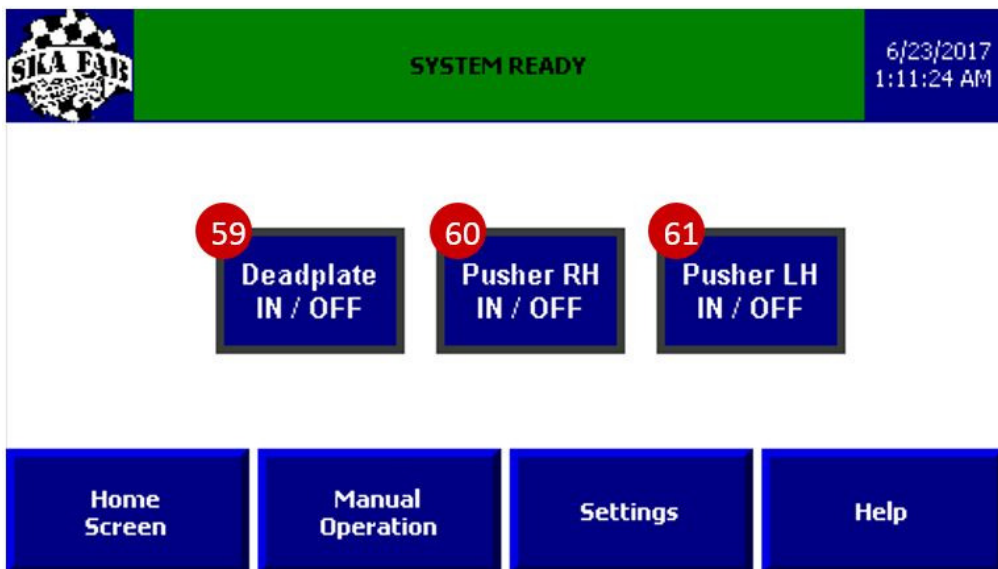 SKA FAB
SYSTEM READY
6/23/2017
1:11:24 AM
59
60
61
Deadplate
IN / OFF
Pusher RH
IN / OFF
Pusher LH
IN / OFF
Home
Screen
Manual
Operation
Settings
Help